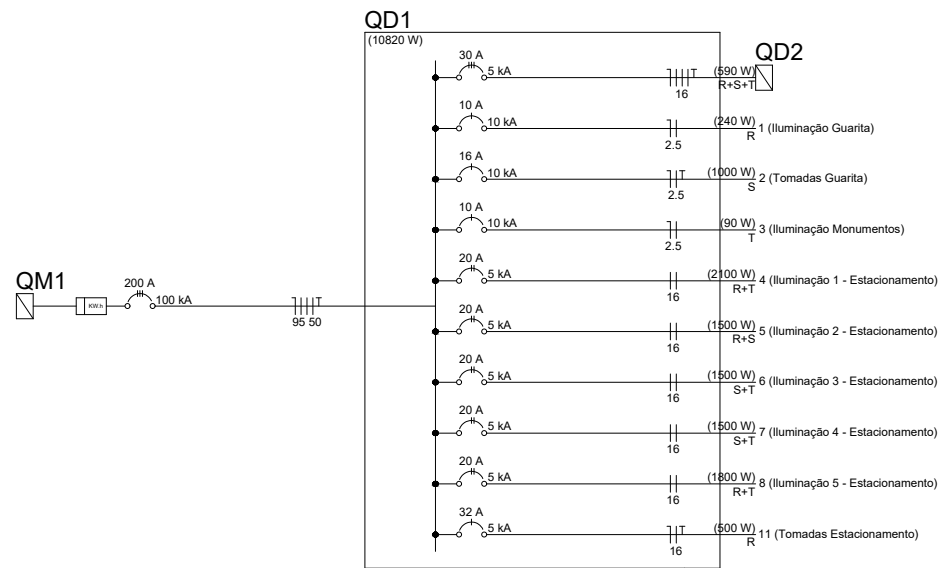 QD1
(10820 W)
30 A
5 kA
16
(590 W)
R+S+T
T
QD2
10 A
10 kA
2.5
(240 W)
R
1 (Iluminação Guarita)
16 A
10 kA
T
2.5
(1000 W)
S
2 (Tomadas Guarita)
10 A
10 kA
2.5
(90 W)
T
3 (Iluminação Monumentos)
20 A
5 kA
16
(2100 W)
R+T
4 (Iluminação 1 - Estacionamento)
QM1
KW.h
200 A
100 kA
T
95 50
20 A
5 kA
16
(1500 W)
R+S
5 (Iluminação 2 - Estacionamento)
20 A
5 kA
16
(1500 W)
S+T
6 (Iluminação 3 - Estacionamento)
20 A
5 kA
16
(1500 W)
S+T
7 (Iluminação 4 - Estacionamento)
20 A
5 kA
16
(1800 W)
R+T
8 (Iluminação 5 - Estacionamento)
32 A
5 kA
T
16
(500 W)
R
11 (Tomadas Estacionamento)